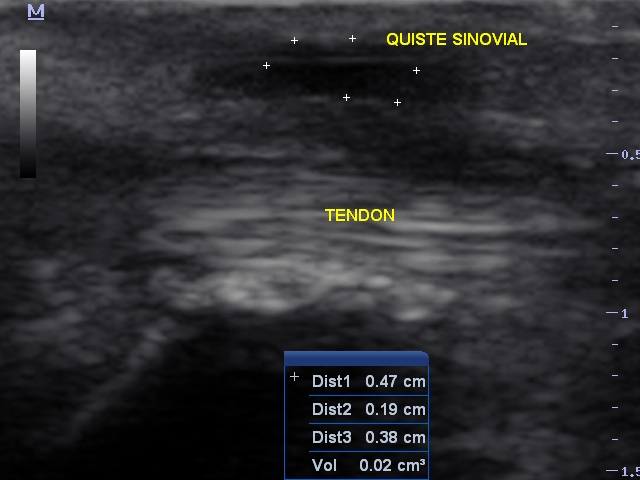 M
QUISTE SINOVIAL
0.5
TENDON
1
Dist1 0.47 cm
Dist2 0.19 cm
Dist3 0.38 cm
Vol 0.02 cm³
1.5